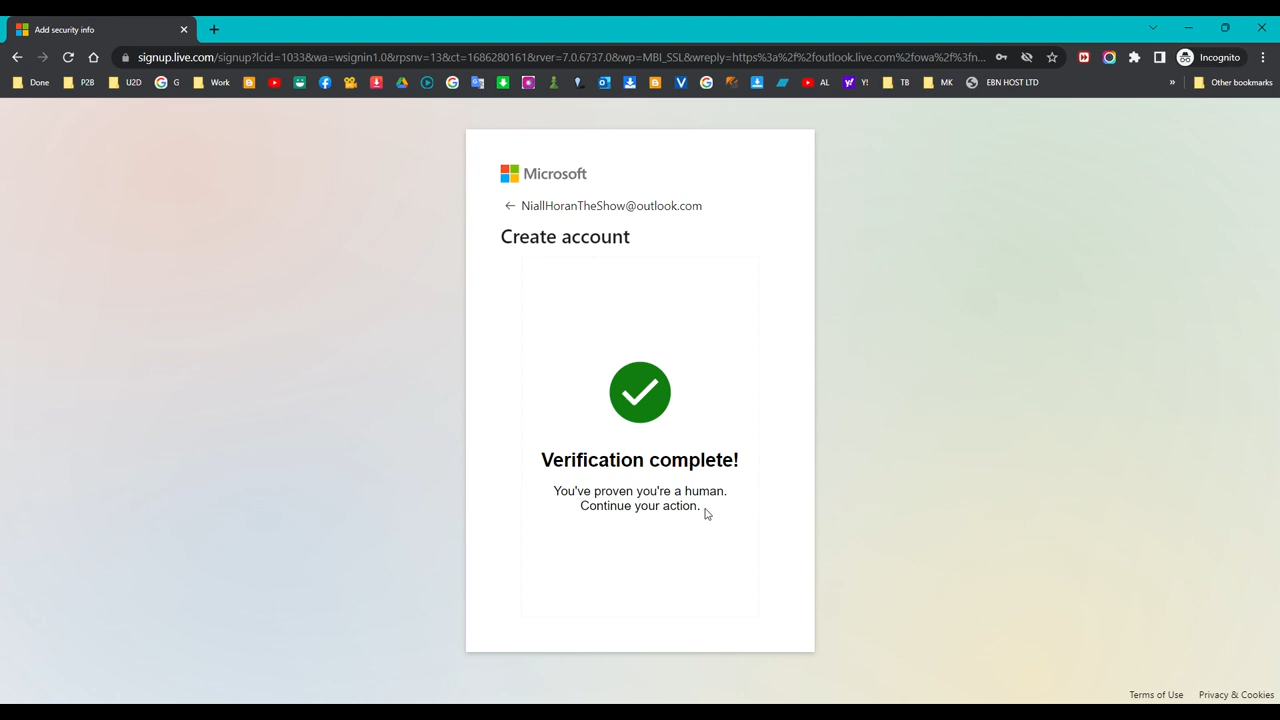 Add security info
signup.live.com/signup?lcid=1033&wa=wsignin1.0&rpsnv=13&ct=1686280161&rver=7.0.6737.0&wp=MBI_SSL&wreply=https%3a%2f%2foutlook.live.com%2fowa%2f%3fn...
Incognito
Done P2B U2D G Work AL Y! TB MK EBN HOST LTD » Other bookmarks
Microsoft
NiallHoranTheShow@outlook.com
Create account
Verification complete!
You've proven you're a human.
Continue your action.
Terms of Use Privacy & Cookies